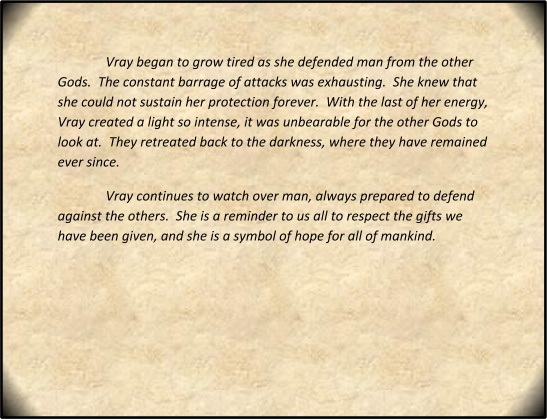 Vray began to grow tired as she defended man from the other
Gods.  The constant barrage of attacks was exhausting.  She knew that
she could not sustain her protection forever.  With the last of her energy,
Vray created a light so intense, it was unbearable for the other Gods to
look at.  They retreated back to the darkness, where they have remained
ever since.
Vray continues to watch over man, always prepared to defend
against the others.  She is a reminder to us all to respect the gifts we
have been given, and she is a symbol of hope for all of mankind.